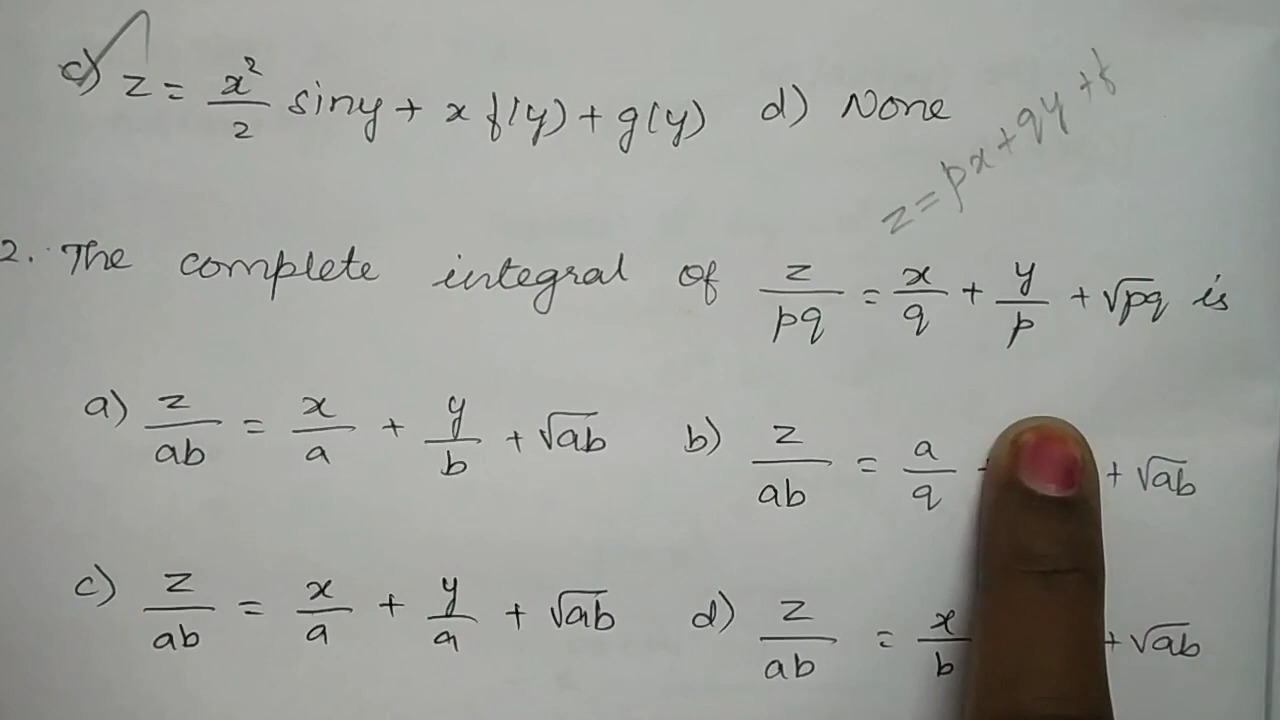 c) z = x²/2 siny + x f(y) + g(y) d) None
z = px + qy + f
2. The complete integral of z/pq = x/q + y/p + √pq is
a) z/ab = x/a + y/b + √ab b) z/ab = a/q + √ab
c) z/ab = x/a + y/a + √ab d) z/ab = x/b + √ab